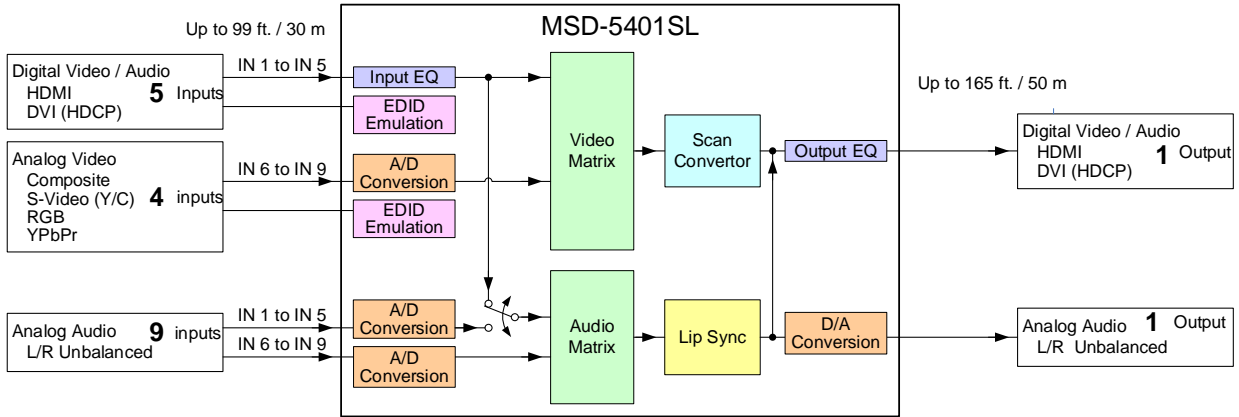 MSD-5401SL
Up to 99 ft. / 30 m
Digital Video / Audio
HDMI
DVI (HDCP)
5 Inputs
IN 1 to IN 5
Input EQ
EDID
Emulation
Analog Video
Composite
S-Video (Y/C)
RGB
YPbPr
4 inputs
IN 6 to IN 9
A/D
Conversion
EDID
Emulation
Video
Matrix
Scan
Convertor
Output EQ
Up to 165 ft. / 50 m
Digital Video / Audio
HDMI
DVI (HDCP)
1 Output
Analog Audio
L/R Unbalanced
9 inputs
IN 1 to IN 5
IN 6 to IN 9
A/D
Conversion
A/D
Conversion
Audio
Matrix
Lip Sync
D/A
Conversion
Analog Audio
L/R Unbalanced
1 Output